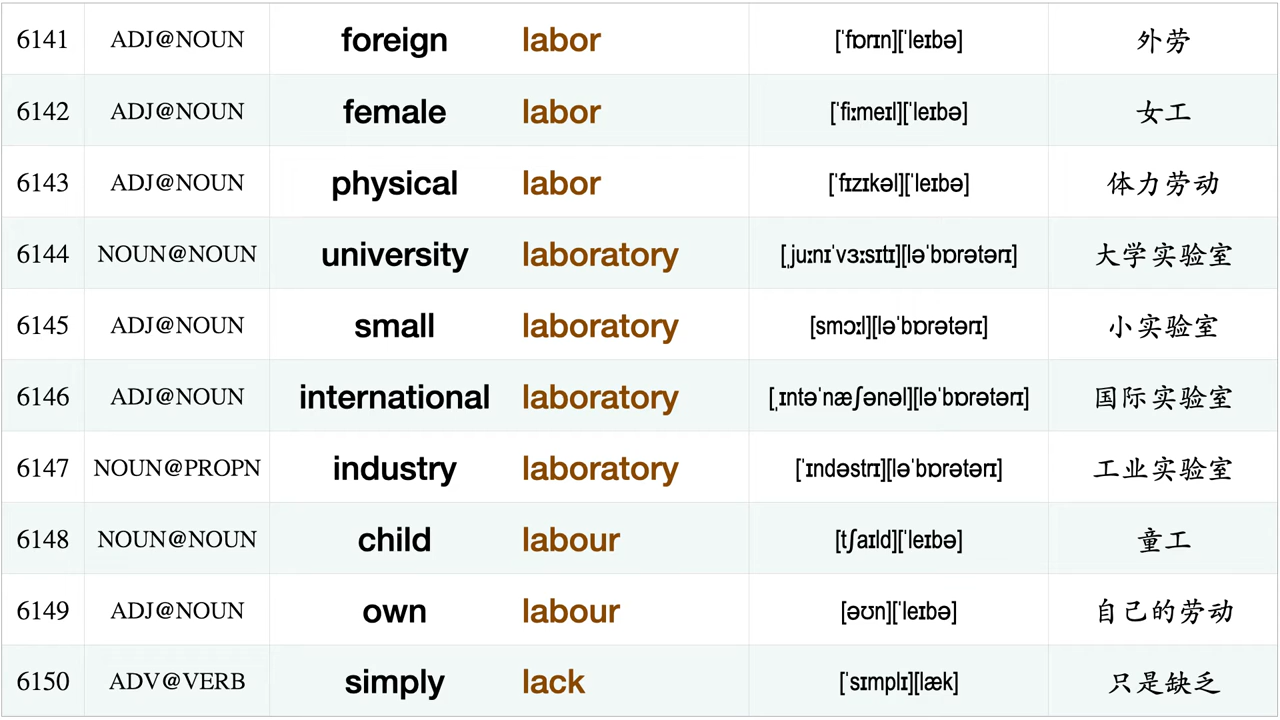 6141 ADJ@NOUN foreign labor [ˈfɒrɪn][ˈleɪbə] 外劳
6142 ADJ@NOUN female labor [ˈfiːmeɪl][ˈleɪbə] 女工
6143 ADJ@NOUN physical labor [ˈfɪzɪkəl][ˈleɪbə] 体力劳动
6144 NOUN@NOUN university laboratory [ˌjuːnɪˈvɜːsɪtɪ][ləˈbɒrətərɪ] 大学实验室
6145 ADJ@NOUN small laboratory [smɔːl][ləˈbɒrətərɪ] 小实验室
6146 ADJ@NOUN international laboratory [ˌɪntəˈnæʃənəl][ləˈbɒrətərɪ] 国际实验室
6147 NOUN@PROPN industry laboratory [ˈɪndəstrɪ][ləˈbɒrətərɪ] 工业实验室
6148 NOUN@NOUN child labour [tʃaɪld][ˈleɪbə] 童工
6149 ADJ@NOUN own labour [əʊn][ˈleɪbə] 自己的劳动
6150 ADV@VERB simply lack [ˈsɪmplɪ][læk] 只是缺乏